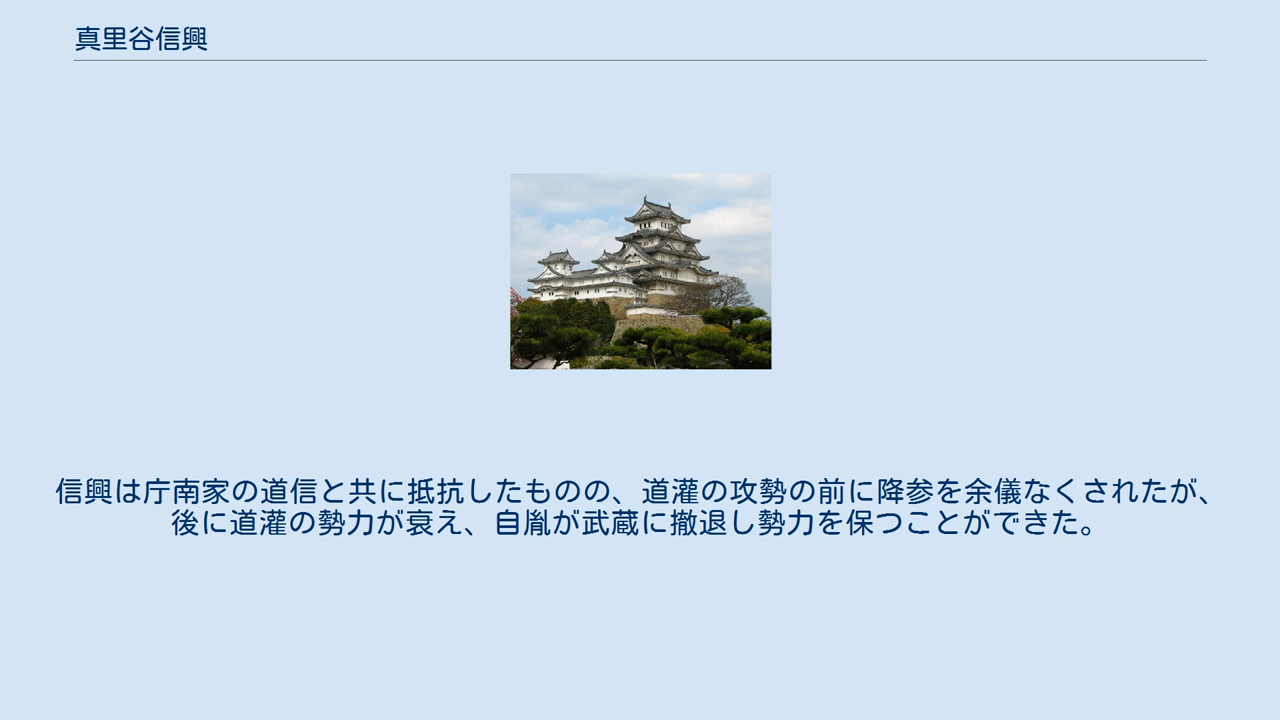 真里谷信興
信興は庁南家の道信と共に抵抗したものの、道灌の攻勢の前に降参を余儀なくされたが、
後に道灌の勢力が衰え、自胤が武蔵に撤退し勢力を保つことができた。